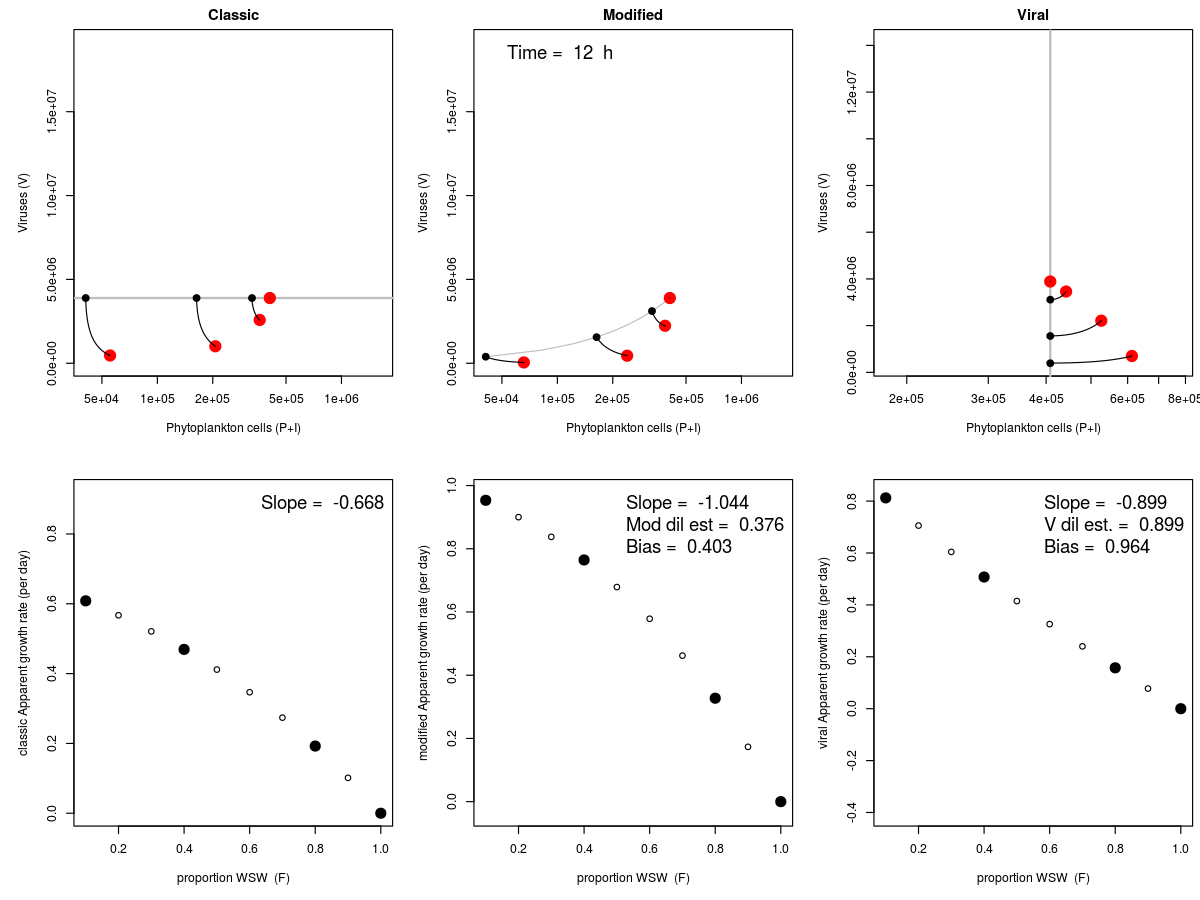 Classic
Viruses (V)
0.0e+00 5.0e+06 1.0e+07 1.5e+07
5e+04 1e+05 2e+05 5e+05 1e+06
Phytoplankton cells (P+I)
Modified
Time = 12 h
Viruses (V)
0.0e+00 5.0e+06 1.0e+07 1.5e+07
5e+04 1e+05 2e+05 5e+05 1e+06
Phytoplankton cells (P+I)
Viral
Viruses (V)
0.0e+00 4.0e+06 8.0e+06 1.2e+07
2e+05 3e+05 4e+05 6e+05 8e+05
Phytoplankton cells (P+I)
Slope = -0.668
classic Apparent growth rate (per day)
0.0 0.2 0.4 0.6 0.8
0.2 0.4 0.6 0.8 1.0
proportion WSW (F)
Slope = -1.044
Mod dil est = 0.376
Bias = 0.403
modified Apparent growth rate (per day)
0.0 0.2 0.4 0.6 0.8 1.0
0.2 0.4 0.6 0.8 1.0
proportion WSW (F)
Slope = -0.899
V dil est. = 0.899
Bias = 0.964
viral Apparent growth rate (per day)
-0.4 -0.2 0.0 0.2 0.4 0.6 0.8
0.2 0.4 0.6 0.8 1.0
proportion WSW (F)